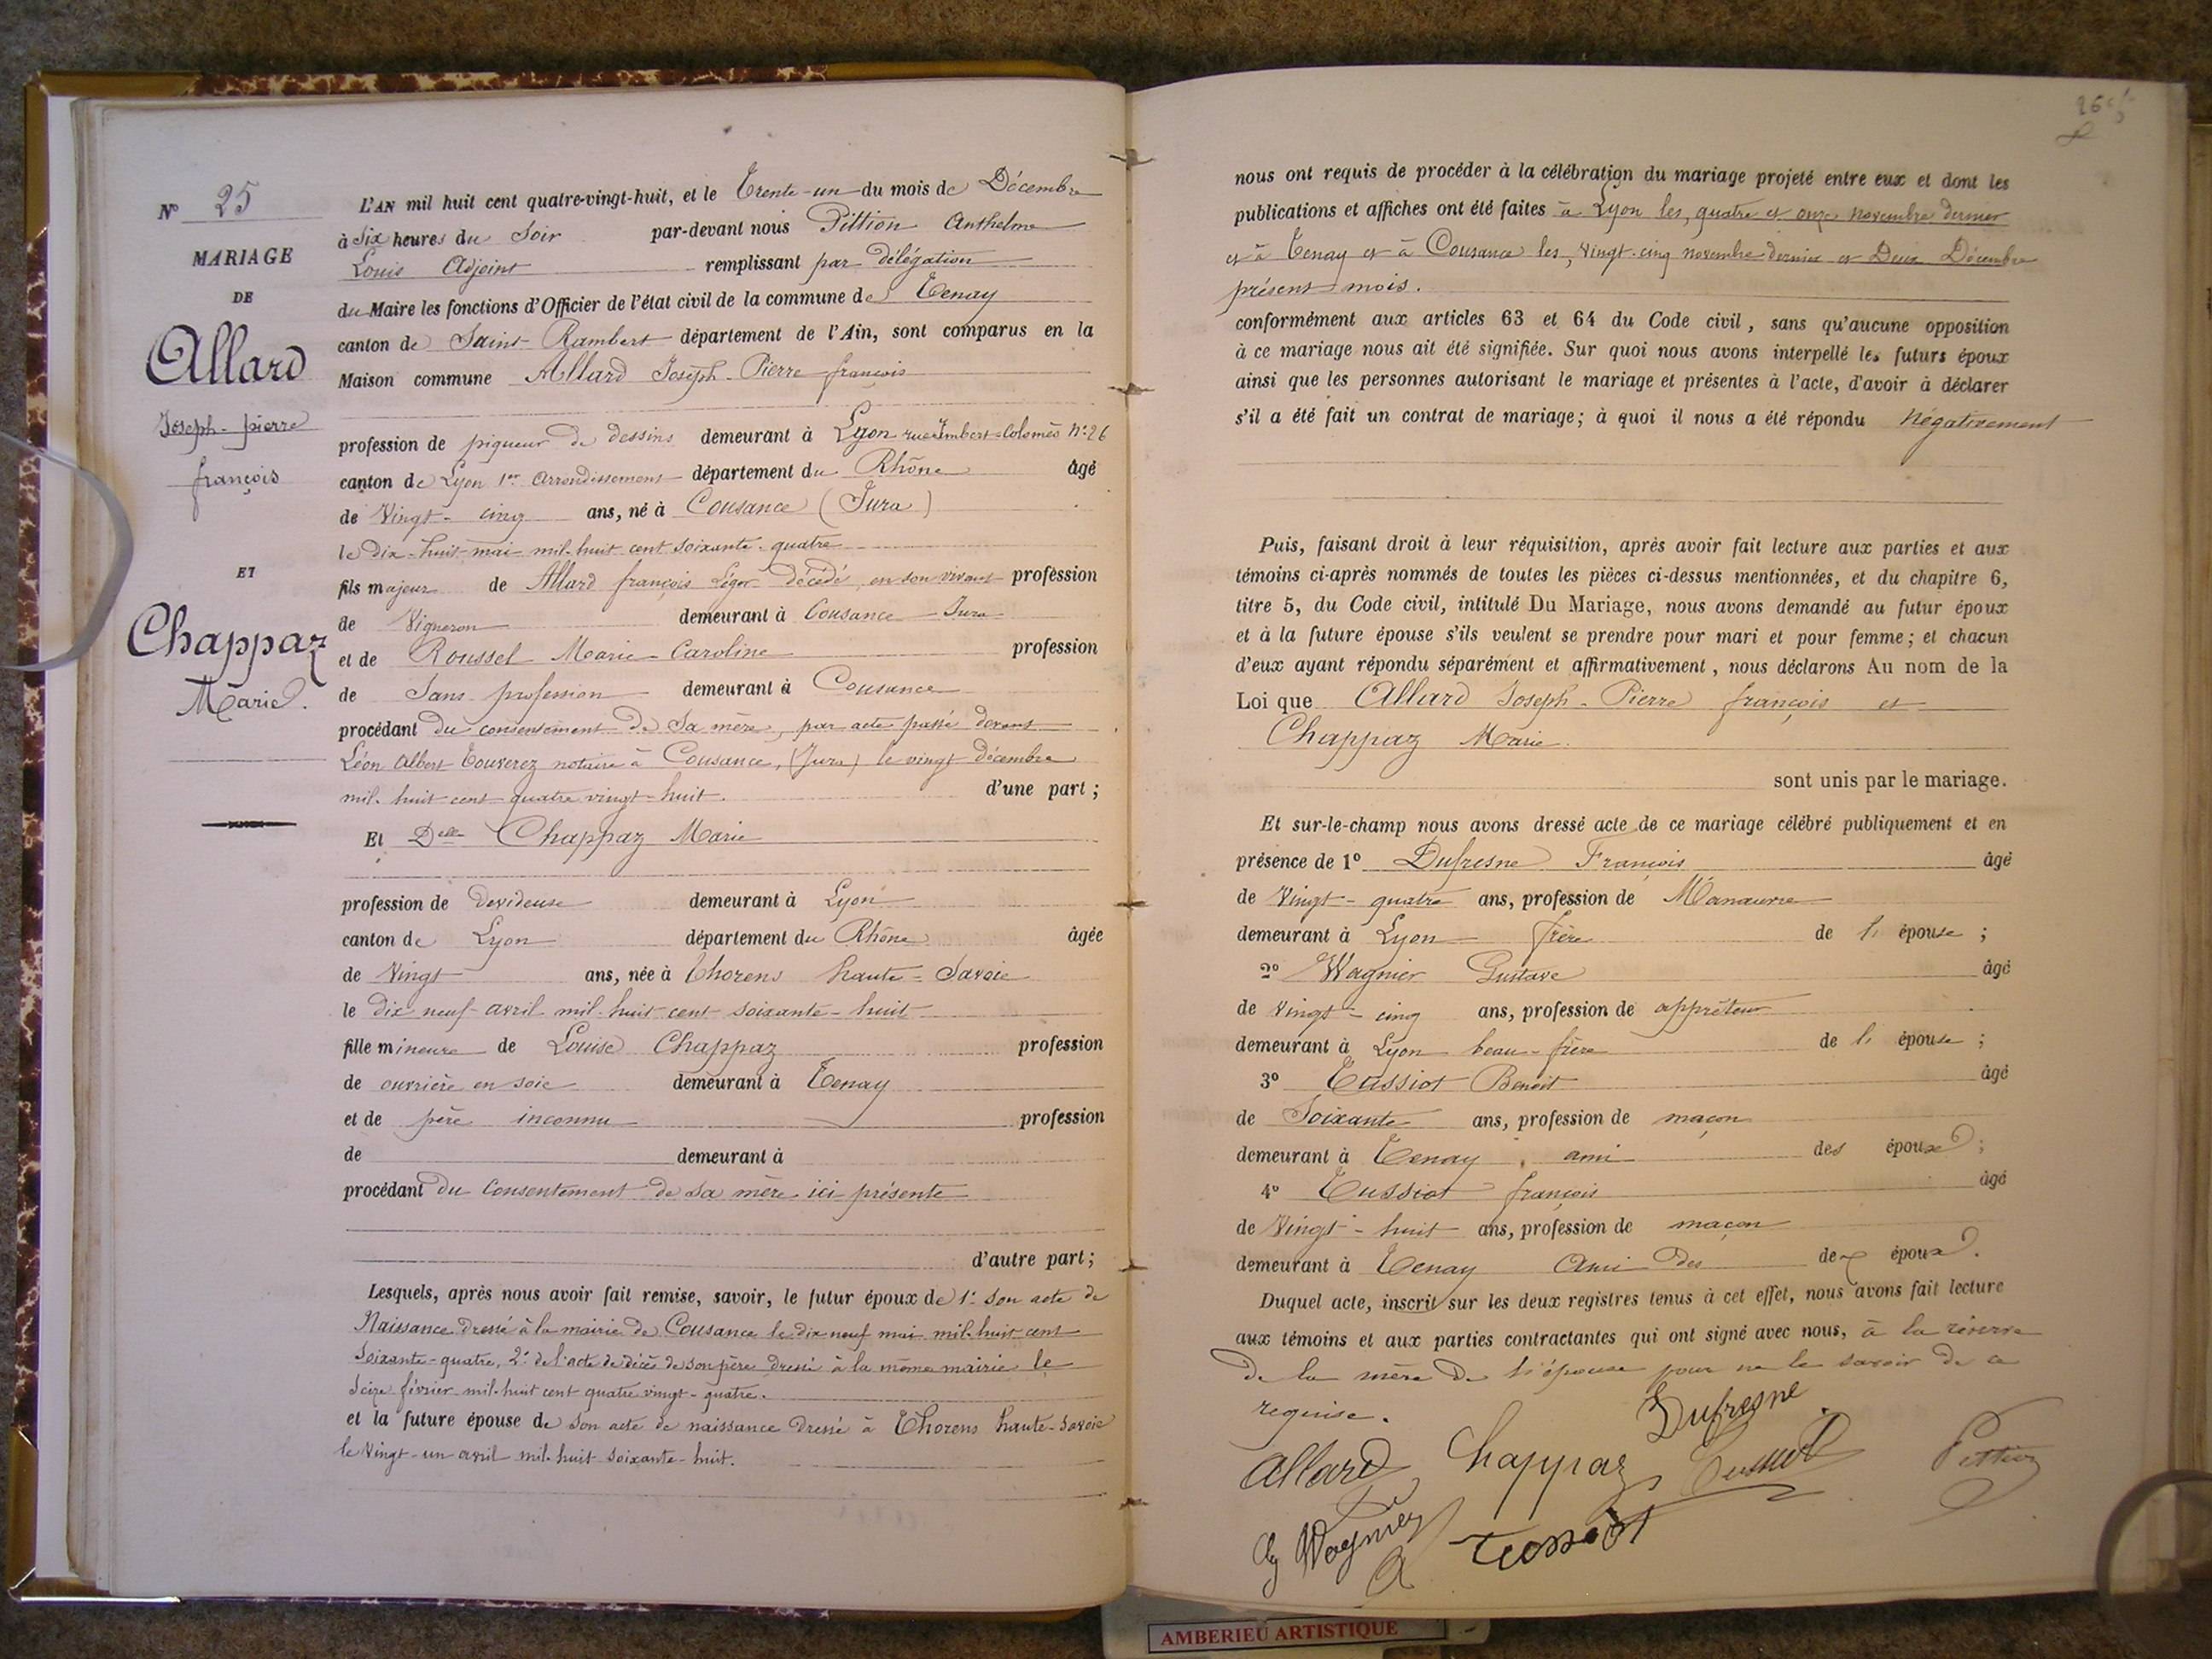 N° 25
MARIAGE
DE
Allard
Joseph-pierre
françois
ET
Chappaz
Marie.
L'AN mil huit cent quatre-vingt-huit, et le Trente-un du mois de Décembre
à Six heures du Soir par-devant nous Pittion Anthelme
Louis Adjoint remplissant par délégation
du Maire les fonctions d'Officier de l'état civil de la commune de Tenay
canton de Saint-Rambert département de l'Ain, sont comparus en la
Maison commune Allard Joseph-Pierre françois
profession de piqueur de dessins demeurant à Lyon rue Imbert-Colomès N° 26
canton de Lyon 1er arrondissement département du Rhône âgé
de Vingt-cinq ans, né à Cousance (Jura)
le dix-huit mai mil-huit cent soixante-quatre
fils majeur de Allard françois Léger décédé, en son vivant profession
de Vigneron demeurant à Cousance Jura
et de Roussel Marie-Caroline profession
de Sans profession demeurant à Cousance
procédant du consentement de sa mère, par acte passé devant
Léon Albert Touverez notaire à Cousance, (Jura) le vingt décembre
mil-huit cent quatre vingt-huit. d'une part ;
Et Delle Chappaz Marie
profession de devideuse demeurant à Lyon
canton de Lyon département du Rhône âgée
de Vingt ans, née à Thorens haute-Savoie
le dix neuf avril mil-huit cent soixante-huit
fille mineure de Louise Chappaz profession
de ouvrière en soie demeurant à Tenay
et de père inconnu profession
de demeurant à
procédant du Consentement de sa mère ici présente
d'autre part ;
Lesquels, après nous avoir fait remise, savoir, le futur époux de 1° son acte de
Naissance dressé à la mairie de Cousance le dix neuf mai mil-huit cent
soixante-quatre, 2° de l'acte de décès de son père dressé à la même mairie le
seize février mil-huit cent quatre vingt-quatre.
et la future épouse de son acte de naissance dressé à Thorens haute-Savoie
le Vingt-un avril mil-huit soixante-huit.
nous ont requis de procéder à la célébration du mariage projeté entre eux et dont les
publications et affiches ont été faites à Lyon les, quatre et onze novembre dernier
et à Tenay et à Cousance les, vingt-cinq novembre dernier et Deux Décembre
présent mois.
conformément aux articles 63 et 64 du Code civil, sans qu'aucune opposition
à ce mariage nous ait été signifiée. Sur quoi nous avons interpellé les futurs époux
ainsi que les personnes autorisant le mariage et présentes à l'acte, d'avoir à déclarer
s'il a été fait un contrat de mariage; à quoi il nous a été répondu Négativement
Puis, faisant droit à leur réquisition, après avoir fait lecture aux parties et aux
témoins ci-après nommés de toutes les pièces ci-dessus mentionnées, et du chapitre 6,
titre 5, du Code civil, intitulé Du Mariage, nous avons demandé au futur époux
et à la future épouse s'ils veulent se prendre pour mari et pour femme; et chacun
d'eux ayant répondu séparément et affirmativement, nous déclarons Au nom de la
Loi que Allard Joseph-Pierre françois et
Chappaz Marie.
sont unis par le mariage.
Et sur-le-champ nous avons dressé acte de ce mariage célébré publiquement et en
présence de 1° Dufresne François âgé
de Vingt-quatre ans, profession de Manœuvre
demeurant à Lyon frère de l' épouse ;
2° Wagnier Gustave âgé
de Vingt-cinq ans, profession de apprêteur
demeurant à Lyon beau-frère de l' épouse ;
3° Tussiot Benoit âgé
de Soixante ans, profession de maçon
demeurant à Tenay, ami des époux ;
4° Tussiot françois âgé
de Vingt-huit ans, profession de maçon
demeurant à Tenay Ami des de époux.
Duquel acte, inscrit sur les deux registres tenus à cet effet, nous avons fait lecture
aux témoins et aux parties contractantes qui ont signé avec nous, à la réserve
de la mère de l'épouse pour ne le savoir de ce
requise.
Dufresne
Allard Chappaz Tussiot Pittion
G Wagnier Tussiot
AMBERIEU ARTISTIQUE